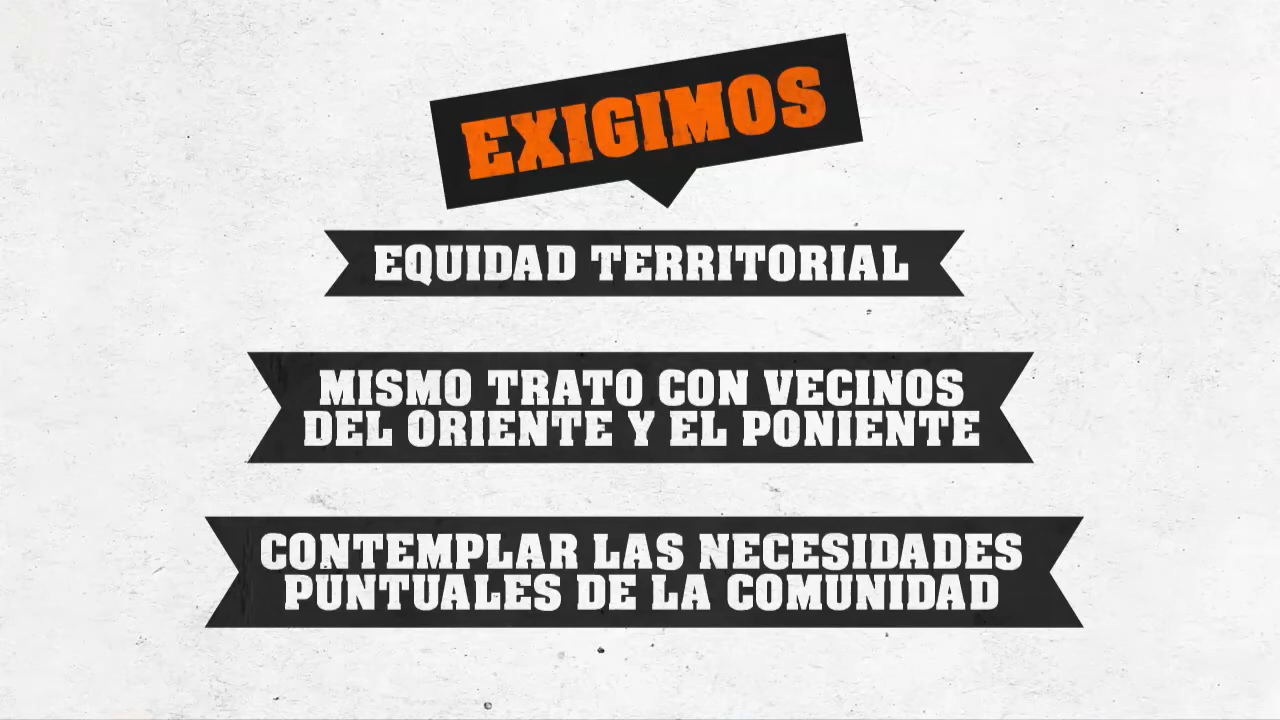 EXIGIMOS
EQUIDAD TERRITORIAL
MISMO TRATO CON VECINOS
DEL ORIENTE Y EL PONIENTE
CONTEMPLAR LAS NECESIDADES
PUNTUALES DE LA COMUNIDAD